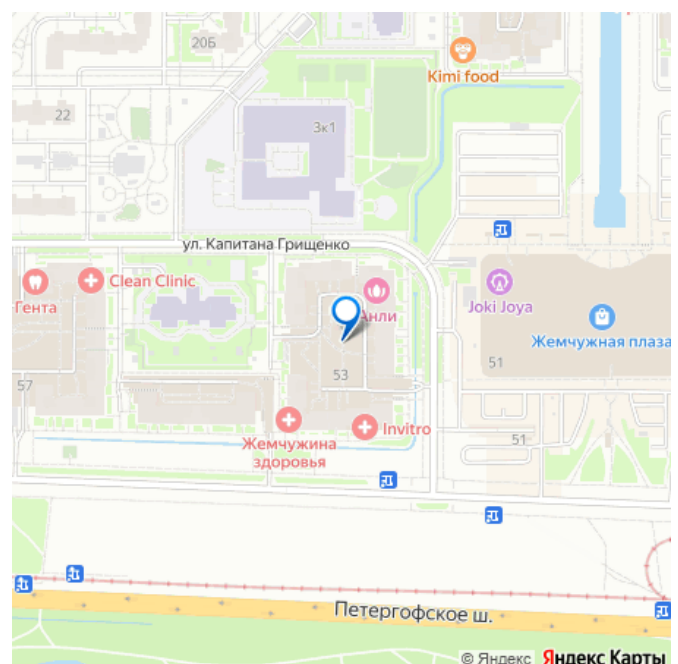 20Б
Kimi food
22
3к1
ул. Капитана Грищенко
Clean Clinic
Гента
Анли
Joki Joya
Жемчужная плаза
51
57
53
Invitro
Жемчужина
здоровья
51
Петергофское ш.
© Яндекс Яндекс Карты